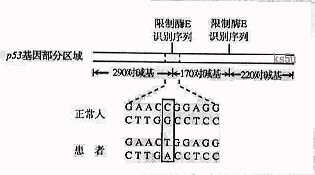 限制酶E 限制酶E
识别序列 识别序列
p53基因部分区域
ks5u
290对碱基 170对碱基 220对碱基
正常人
GAACCGGAGG
CTTGGCCTCC
患 者
GAACTGGAGG
CTTGACCTCC